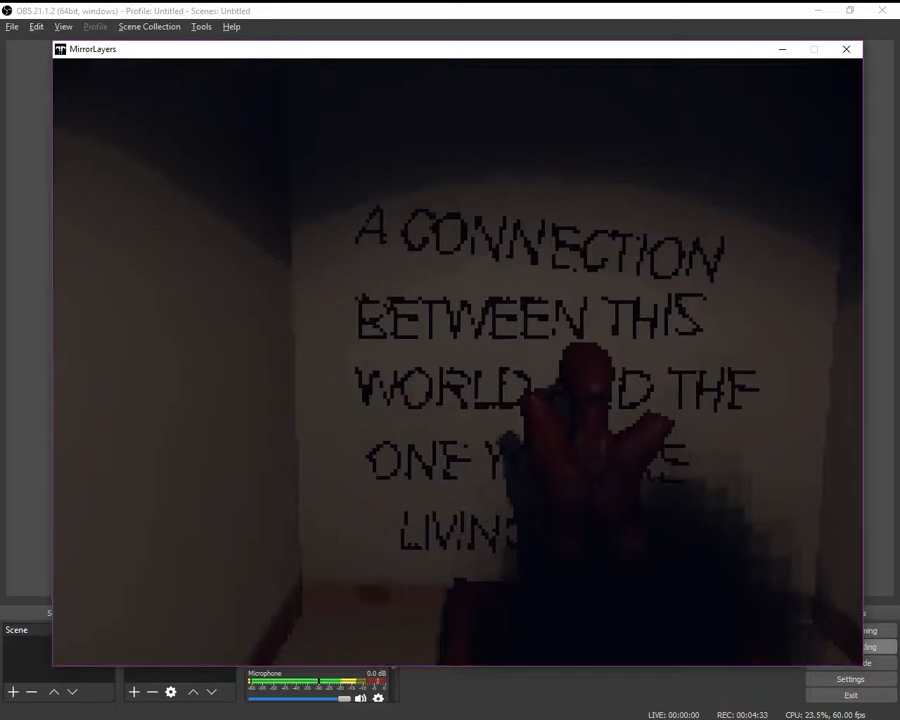 OBS 21.1.2 (64bit, windows) - Profile: Untitled - Scenes: Untitled
File Edit View Profile Scene Collection Tools Help
MirrorLayers
A CONNECTION
BETWEEN THIS
WORLD THE
ONE
LIVING
Scene
Microphone 0.0 dB
Settings
Exit
LIVE: 00:00:00 REC: 00:04:33 CPU: 23.5%, 60.00 fps